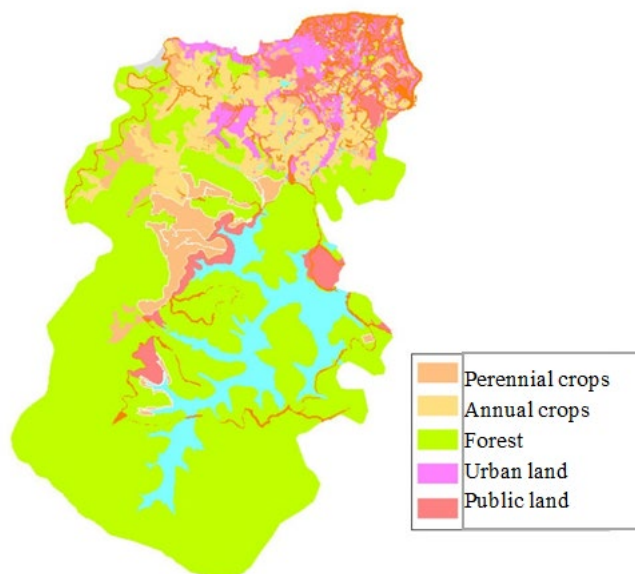 Perennial crops
Annual crops
Forest
Urban land
Public land